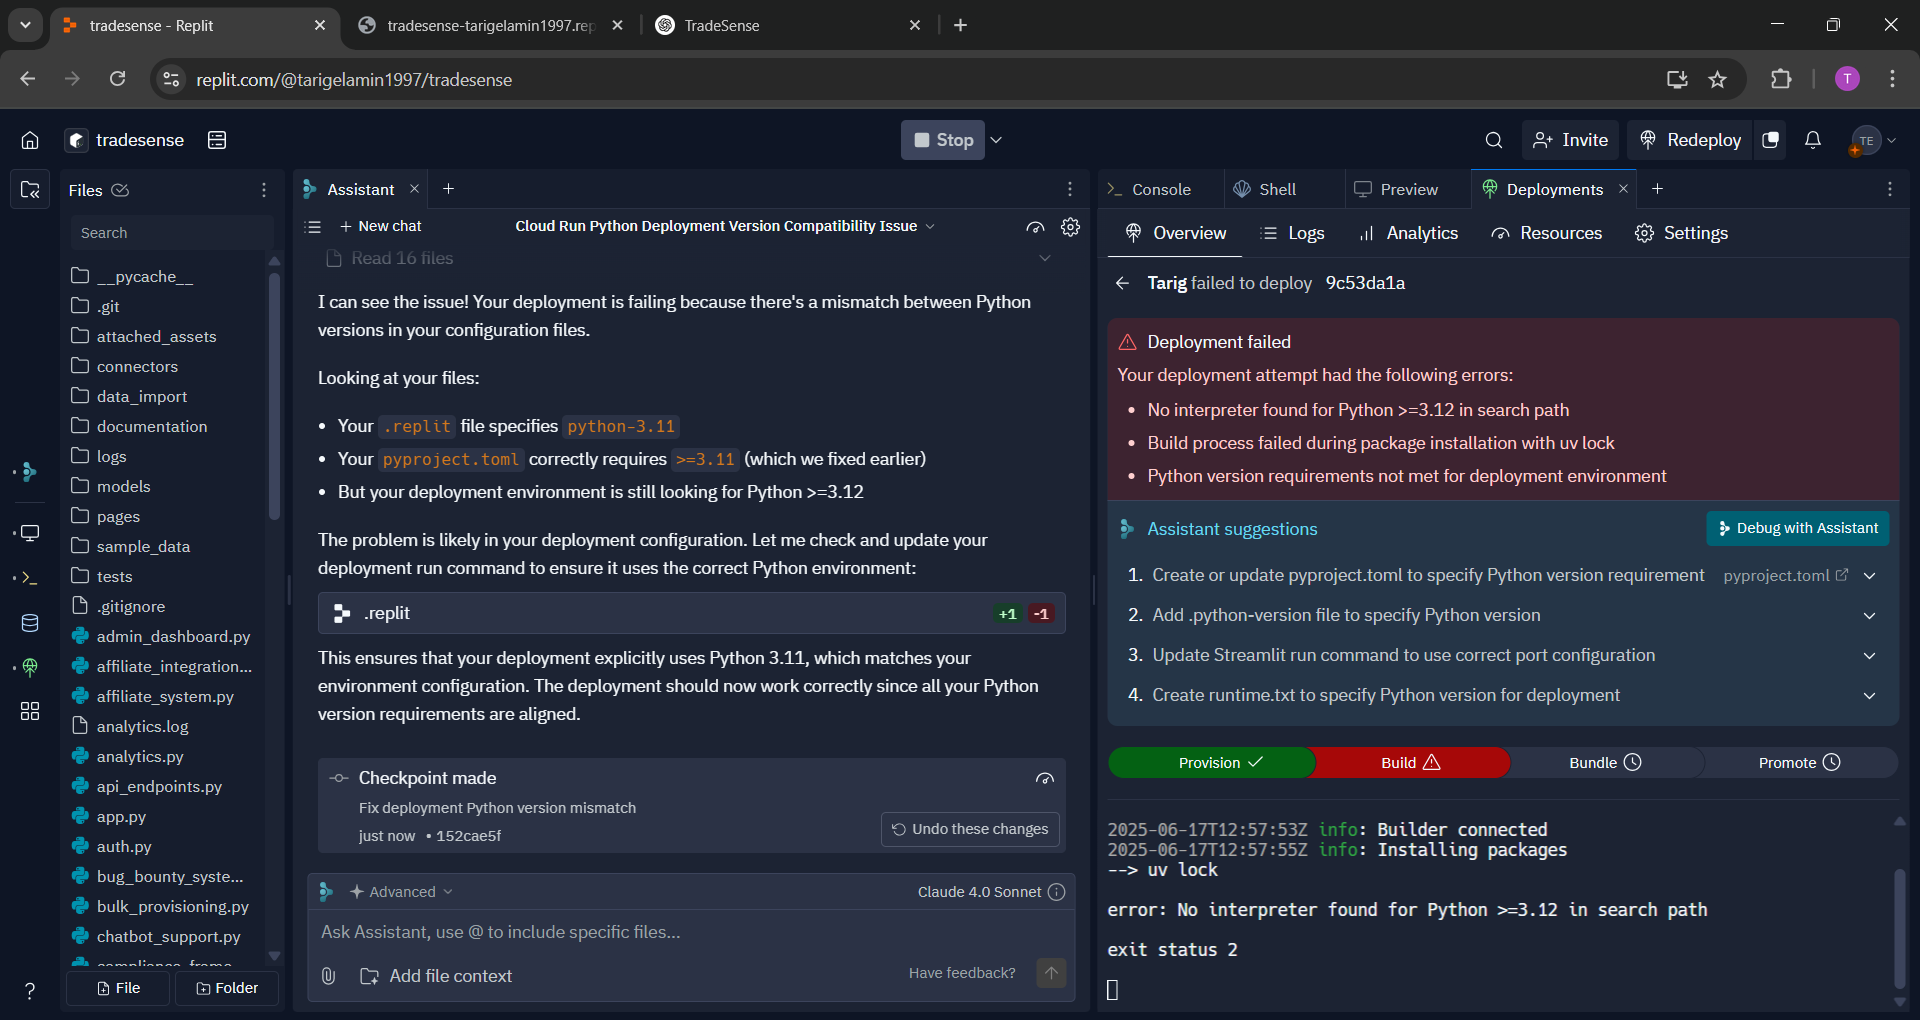 tradesense - Replit
tradesense-tarigelamin1997.rep
TradeSense
replit.com/@tarigelamin1997/tradesense
T
tradesense
Stop
Invite
Redeploy
TE
Files
Search
__pycache__
.git
attached_assets
connectors
data_import
documentation
logs
models
pages
sample_data
tests
.gitignore
admin_dashboard.py
affiliate_integration...
affiliate_system.py
analytics.log
analytics.py
api_endpoints.py
app.py
auth.py
bug_bounty_syste...
bulk_provisioning.py
chatbot_support.py
File
Folder
Assistant
New chat
Cloud Run Python Deployment Version Compatibility Issue
Read 16 files
I can see the issue! Your deployment is failing because there's a mismatch between Python
versions in your configuration files.
Looking at your files:
• Your .replit file specifies python-3.11
• Your pyproject.toml correctly requires >=3.11 (which we fixed earlier)
• But your deployment environment is still looking for Python >=3.12
The problem is likely in your deployment configuration. Let me check and update your
deployment run command to ensure it uses the correct Python environment:
.replit +1 -1
This ensures that your deployment explicitly uses Python 3.11, which matches your
environment configuration. The deployment should now work correctly since all your Python
version requirements are aligned.
Checkpoint made
Fix deployment Python version mismatch
just now • 152cae5f
Undo these changes
Advanced
Claude 4.0 Sonnet
Ask Assistant, use @ to include specific files...
Add file context
Have feedback?
Console
Shell
Preview
Deployments
Overview
Logs
Analytics
Resources
Settings
Tarig failed to deploy 9c53da1a
Deployment failed
Your deployment attempt had the following errors:
• No interpreter found for Python >=3.12 in search path
• Build process failed during package installation with uv lock
• Python version requirements not met for deployment environment
Assistant suggestions
Debug with Assistant
1. Create or update pyproject.toml to specify Python version requirement pyproject.toml
2. Add .python-version file to specify Python version
3. Update Streamlit run command to use correct port configuration
4. Create runtime.txt to specify Python version for deployment
Provision
Build
Bundle
Promote
2025-06-17T12:57:53Z info: Builder connected
2025-06-17T12:57:55Z info: Installing packages
--> uv lock
error: No interpreter found for Python >=3.12 in search path
exit status 2